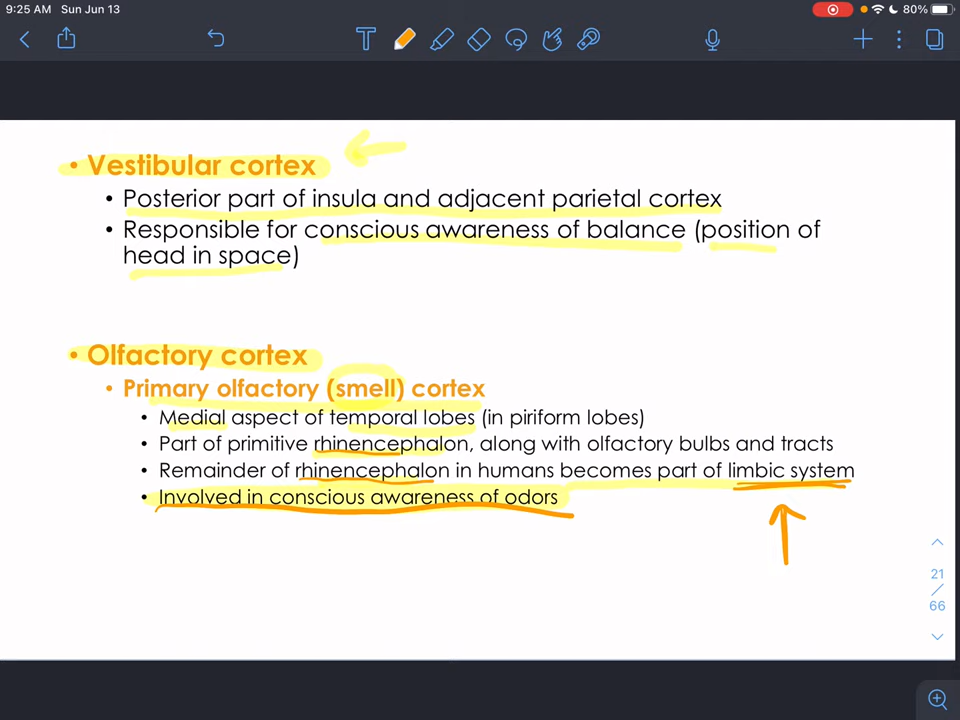 9:25 AM Sun Jun 13
80%
T
• Vestibular cortex
• Posterior part of insula and adjacent parietal cortex
• Responsible for conscious awareness of balance (position of
head in space)
• Olfactory cortex
• Primary olfactory (smell) cortex
• Medial aspect of temporal lobes (in piriform lobes)
• Part of primitive rhinencephalon, along with olfactory bulbs and tracts
• Remainder of rhinencephalon in humans becomes part of limbic system
• Involved in conscious awareness of odors
21
/
66